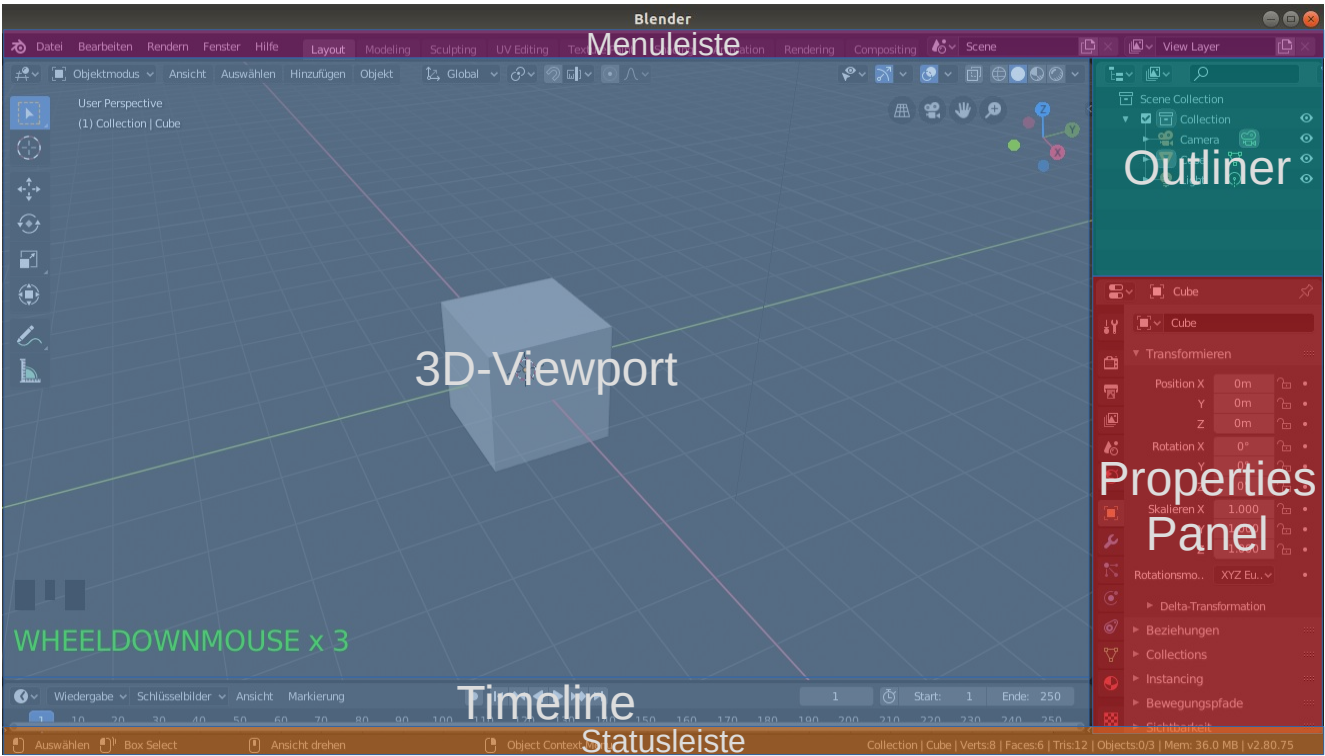 Blender
Datei Bearbeiten Rendern Fenster Hilfe Layout Modeling Sculpting UV Editing Rendering Compositing Scene View Layer
Menuleiste
Objektmodus Ansicht Auswählen Hinzufügen Objekt Global
User Perspective
(1) Collection | Cube
Z
Y
X
3D-Viewport
WHEELDOWNMOUSE x 3
Scene Collection
Collection
Camera
Outliner
Cube
Cube
Transformieren
Position X 0m
Y 0m
Z 0m
Rotation X 0°
Y
Z
Properties
Panel
Skalieren X 1.000
Rotationsmo.. XYZ Eu..
Delta-Transformation
Beziehungen
Collections
Instancing
Bewegungspfade
Sichtbarkeit
Wiedergabe Schlüsselbilder Ansicht Markierung 1 Start: 1 Ende: 250
Timeline
1 10 20 30 40 50 60 70 80 90 100 110 120 130 140 150 160 170 180 190 200 210 220 230 240 250
Auswählen Box Select Ansicht drehen Object Context Menu Collection | Cube | Verts:8 | Faces:6 | Tris:12 | Objects:0/3 | Mem: 36.0 MB | v2.80.75
Statusleiste